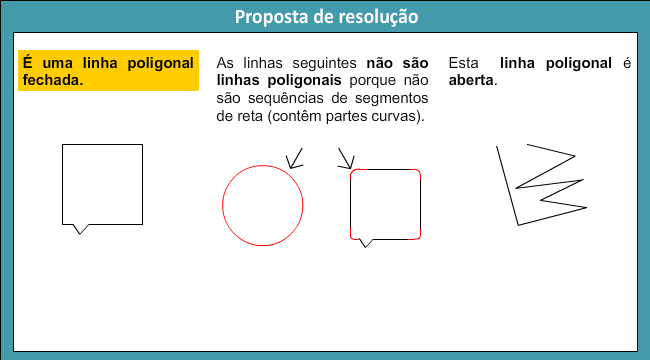 Proposta de resolução
É uma linha poligonal
fechada.
As linhas seguintes não são
linhas poligonais porque não
são sequências de segmentos
de reta (contêm partes curvas).
Esta linha poligonal é
aberta.